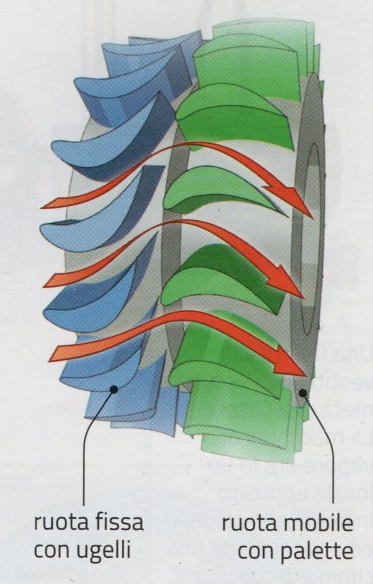 ruota fissa
con ugelli
ruota mobile
con palette